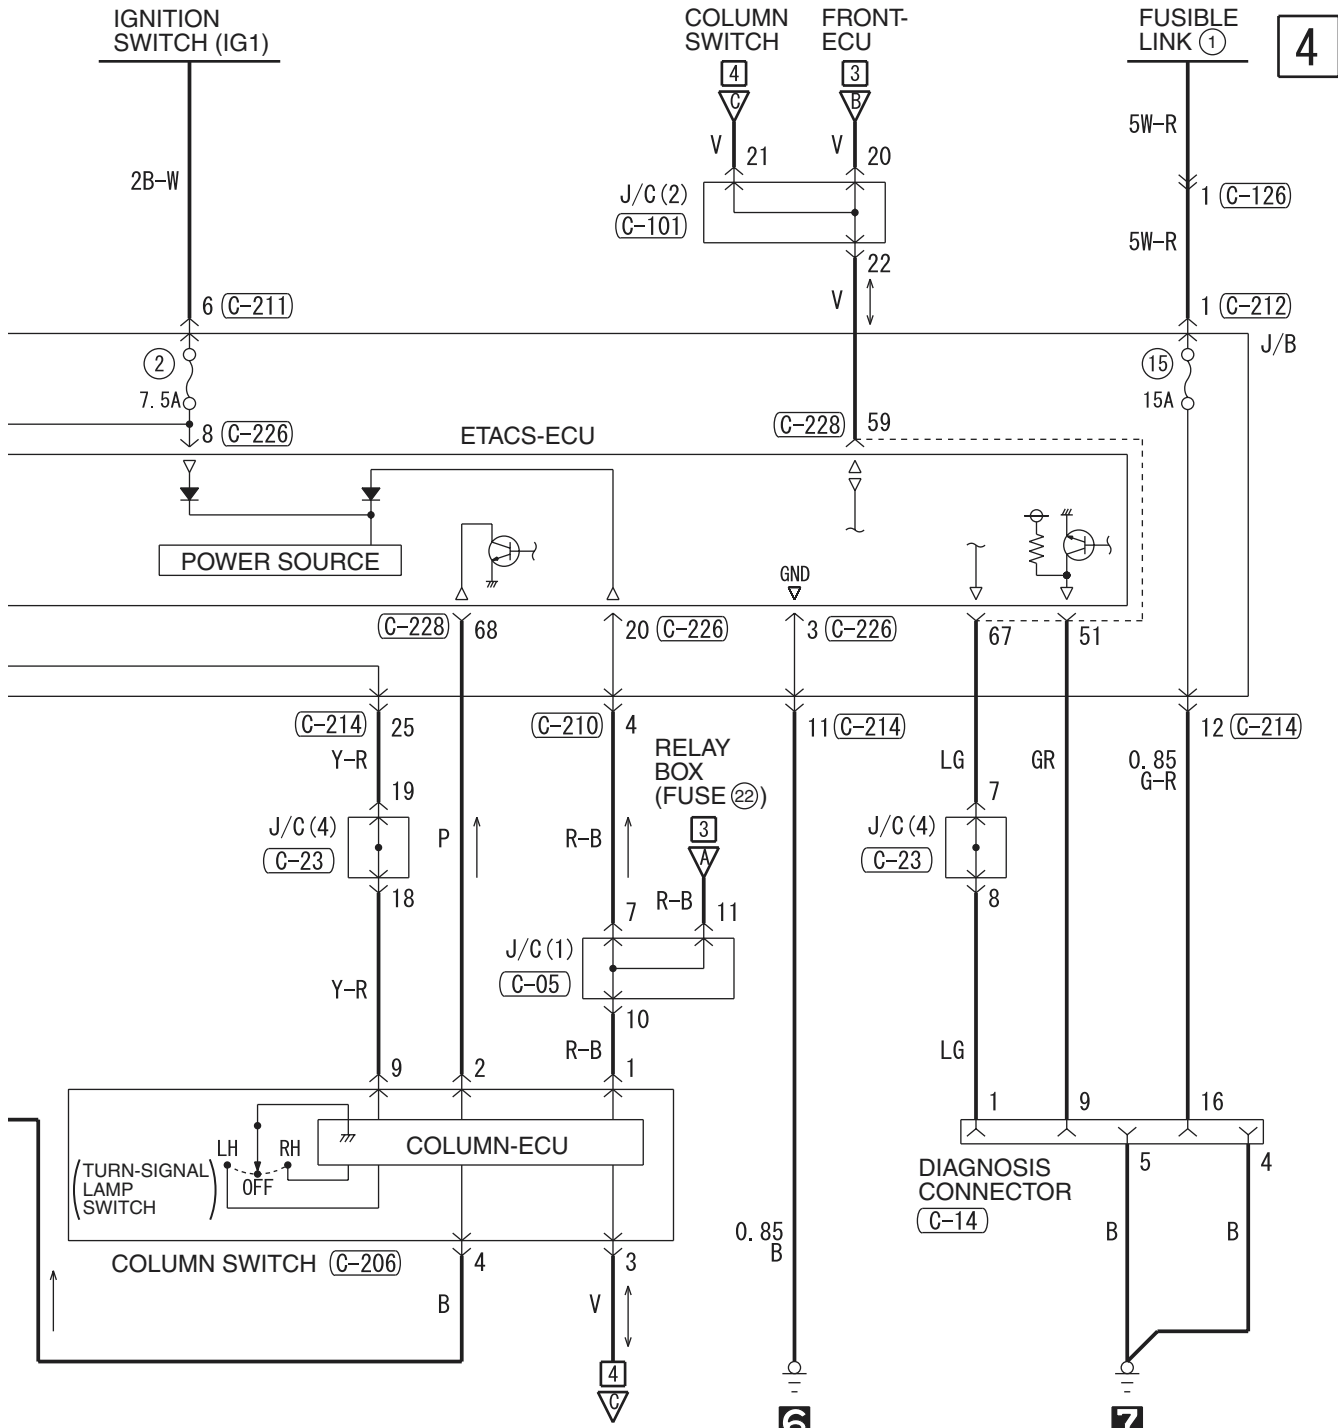 IGNITION
SWITCH (IG1)
COLUMN
SWITCH
FRONT-
ECU
FUSIBLE
LINK ①
4
4
C
3
B
5W-R
V
21
V
20
2B-W
J/C(2)
C-101
1 C-126
5W-R
22
V
6 C-211
1 C-212
J/B
2
7.5A
15
15A
8 C-226
ETACS-ECU
C-228
59
POWER SOURCE
GND
C-228
68
20 C-226
3 C-226
67
51
C-214
25
C-210
4
11 C-214
12 C-214
Y-R
RELAY
BOX
(FUSE ㉒)
LG
GR
0.85
G-R
19
7
J/C(4)
C-23
P
R-B
3
A
J/C(4)
C-23
18
R-B
8
7
11
J/C(1)
C-05
Y-R
10
R-B
LG
9
2
1
1
9
16
COLUMN-ECU
LH
RH
OFF
(TURN-SIGNAL
LAMP
SWITCH)
5
4
DIAGNOSIS
CONNECTOR
C-14
0.85
B
B
B
COLUMN SWITCH C-206
4
3
B
V
4
C
6
7